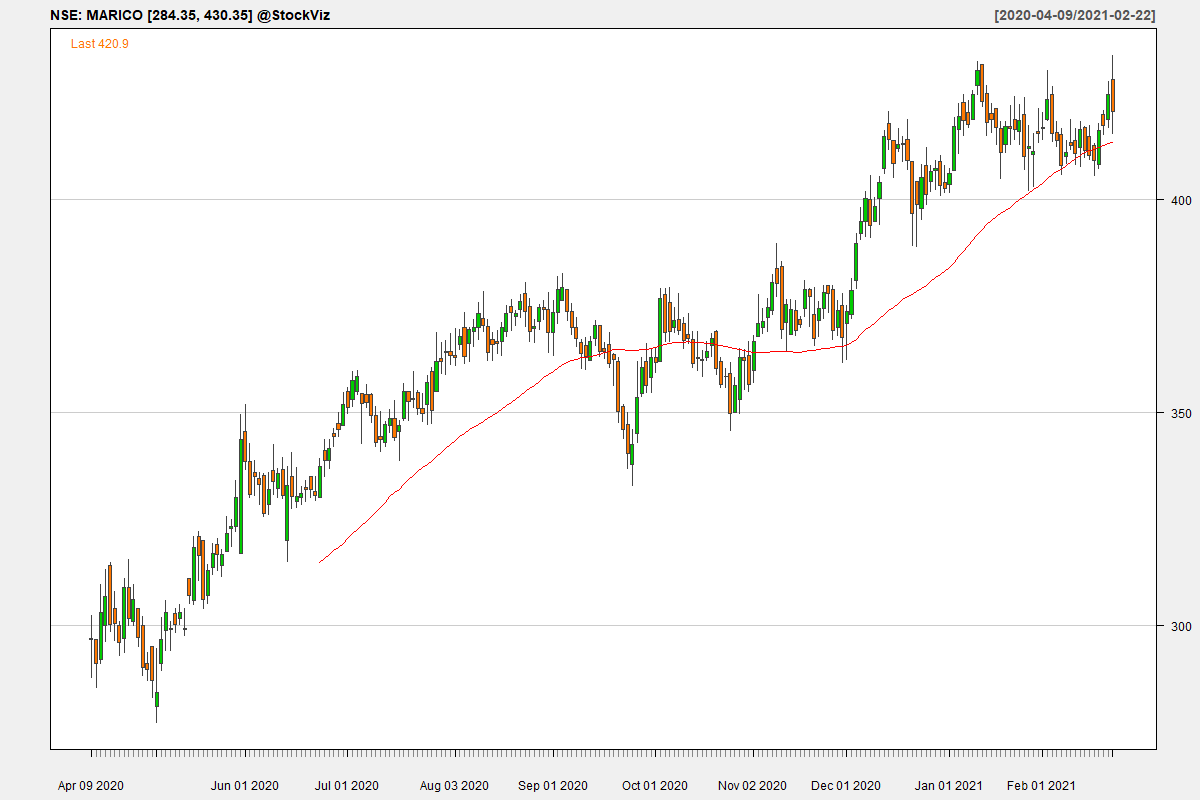 NSE: MARICO [284.35, 430.35] @StockViz [2020-04-09/2021-02-22]
Last 420.9
400
350
300
Apr 09 2020 Jun 01 2020 Jul 01 2020 Aug 03 2020 Sep 01 2020 Oct 01 2020 Nov 02 2020 Dec 01 2020 Jan 01 2021 Feb 01 2021